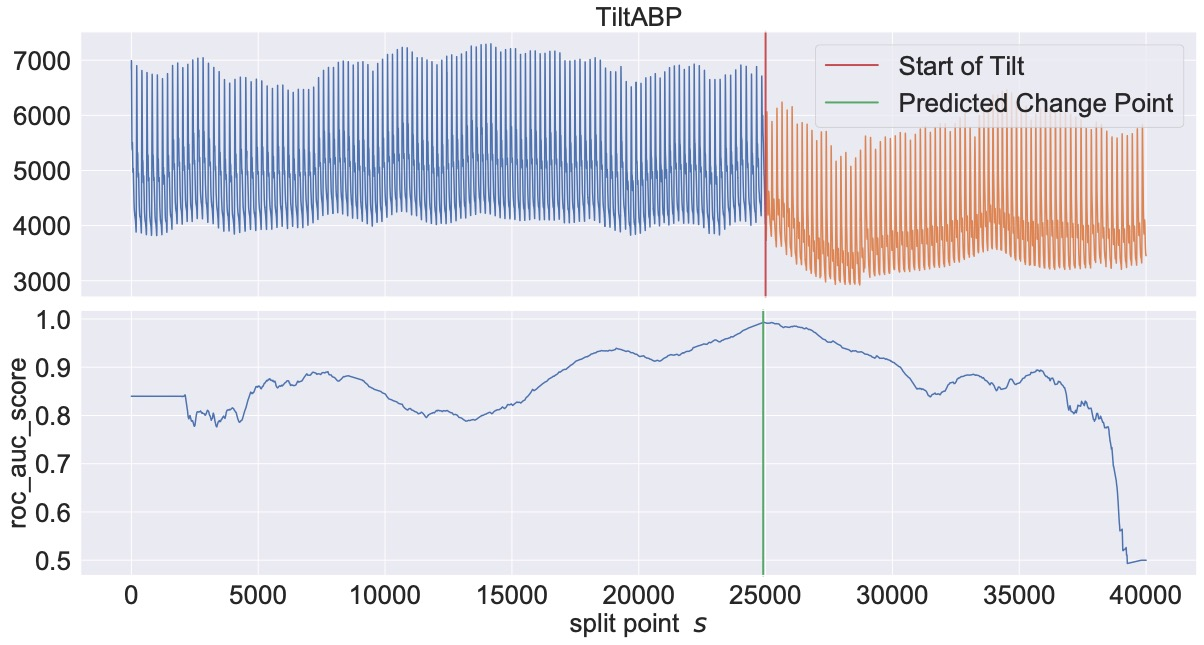 TiltABP
7000
6000
5000
4000
3000
Start of Tilt
Predicted Change Point
roc_auc_score
1.0
0.9
0.8
0.7
0.6
0.5
0 5000 10000 15000 20000 25000 30000 35000 40000
split point s